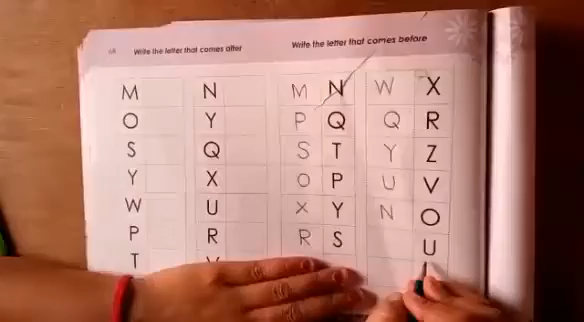 Write the letter that comes after
Write the letter that comes before
M N M N W X
O Y P Q Q R
S Q S T Y Z
Y X O P U V
W U X Y N O
P R R S U
T